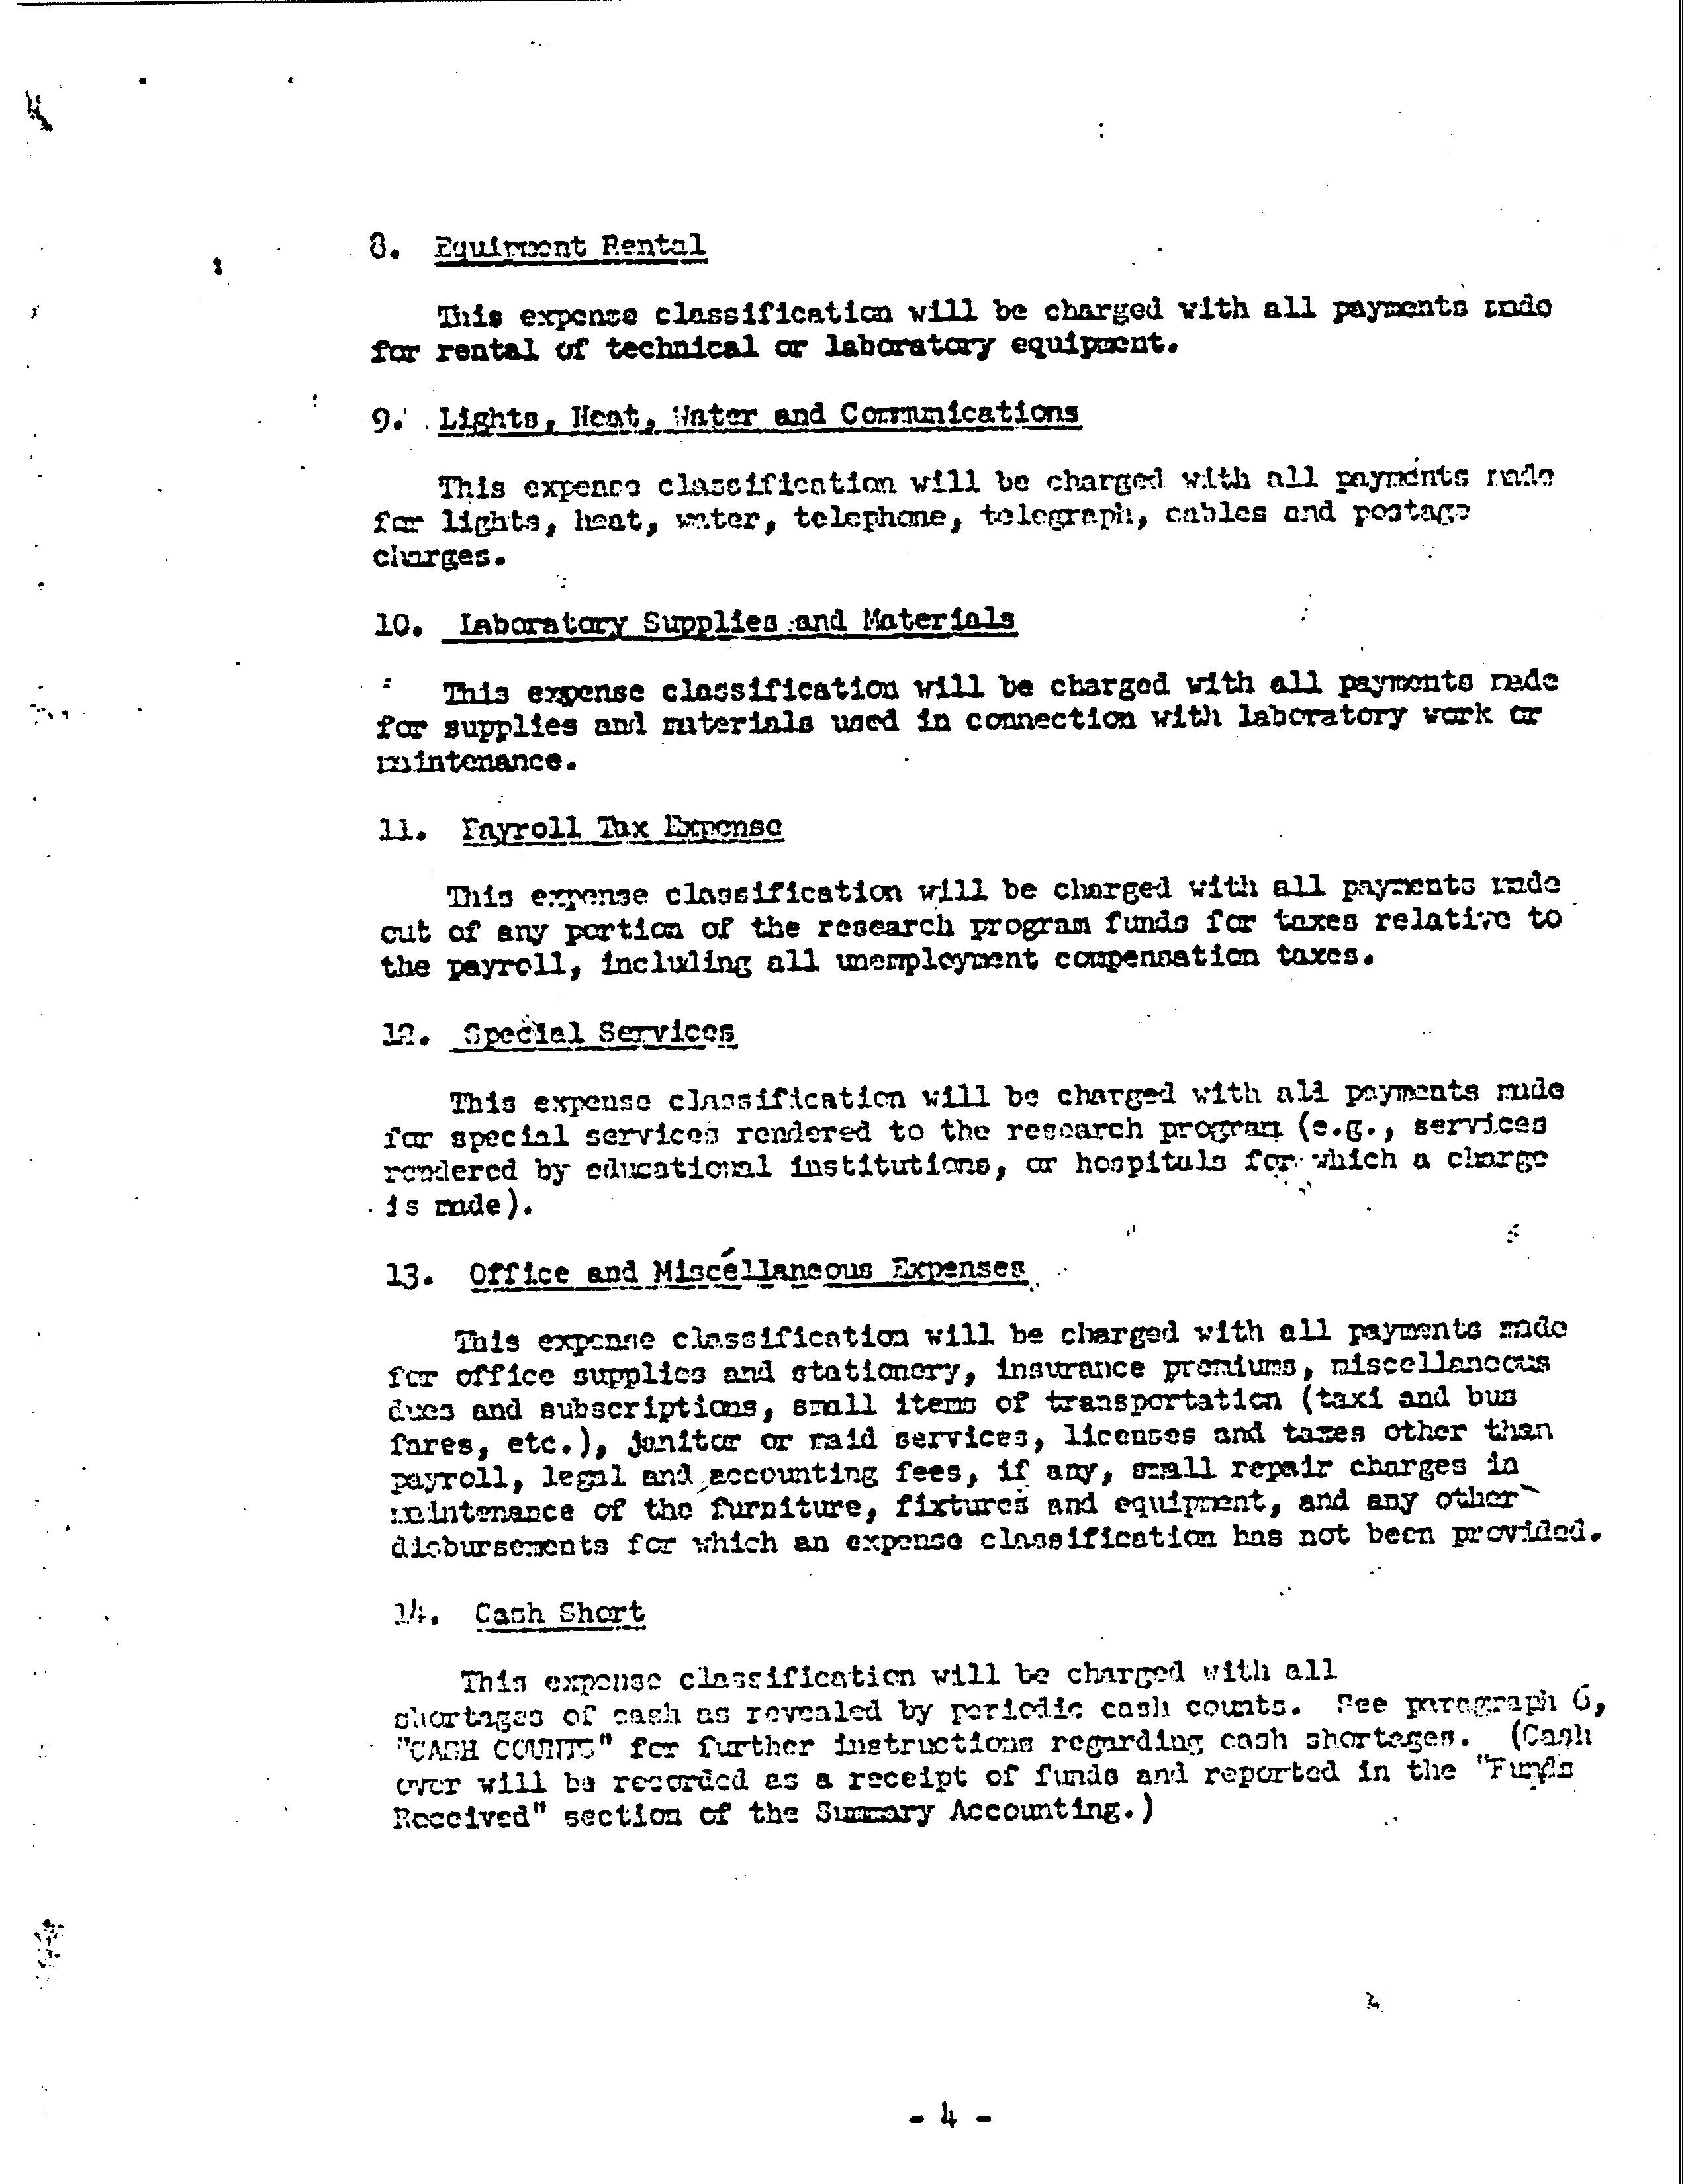 8. Equipment Rental
This expense classification will be charged with all payments made
for rental of technical or laboratory equipment.
9. Lights, Heat, Water and Communications
This expense classification will be charged with all payments made
for lights, heat, water, telephone, telegraph, cables and postage
charges.
10. Laboratory Supplies and Materials
This expense classification will be charged with all payments made
for supplies and materials used in connection with laboratory work or
maintenance.
11. Payroll Tax Expense
This expense classification will be charged with all payments made
out of any portion of the research program funds for taxes relative to
the payroll, including all unemployment compensation taxes.
12. Special Services
This expense classification will be charged with all payments made
for special services rendered to the research program (e.g., services
rendered by educational institutions, or hospitals for which a charge
is made).
13. Office and Miscellaneous Expenses
This expense classification will be charged with all payments made
for office supplies and stationery, insurance premiums, miscellaneous
dues and subscriptions, small items of transportation (taxi and bus
fares, etc.), janitor or maid services, licenses and taxes other than
payroll, legal and accounting fees, if any, small repair charges in
maintenance of the furniture, fixtures and equipment, and any other
disbursements for which an expense classification has not been provided.
14. Cash Short
This expense classification will be charged with all
shortages of cash as revealed by periodic cash counts. See paragraph 6,
"CASH COUNTS" for further instructions regarding cash shortages. (Cash
over will be recorded as a receipt of funds and reported in the "Funds
Received" section of the Summary Accounting.)
- 4 -